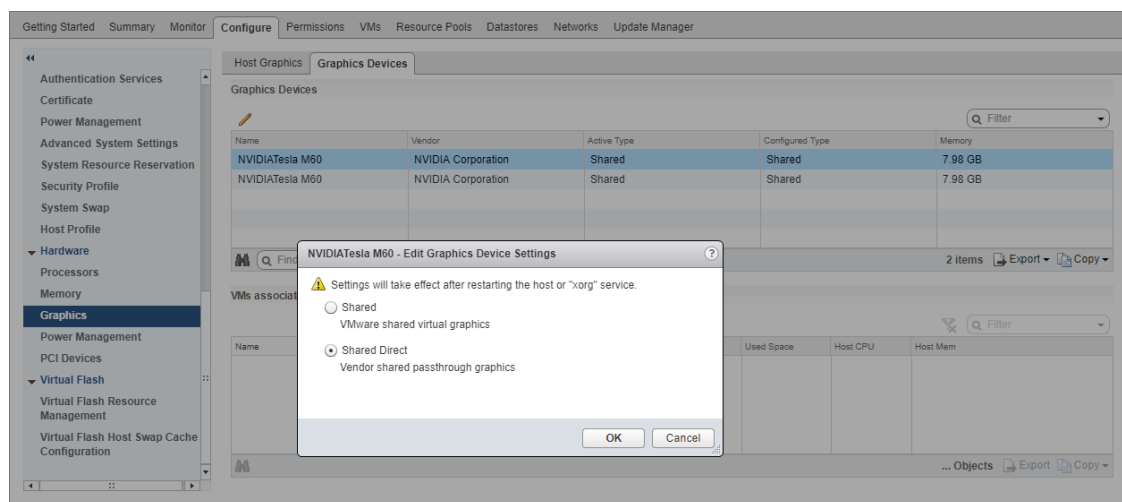 Getting Started Summary Monitor Configure Permissions VMs Resource Pools Datastores Networks Update Manager
Authentication Services
Certificate
Power Management
Advanced System Settings
System Resource Reservation
Security Profile
System Swap
Host Profile
Hardware
Processors
Memory
Graphics
Power Management
PCI Devices
Virtual Flash
Virtual Flash Resource
Management
Virtual Flash Host Swap Cache
Configuration
Host Graphics Graphics Devices
Graphics Devices
Filter
Name Vendor Active Type Configured Type Memory
NVIDIATesla M60 NVIDIA Corporation Shared Shared 7.98 GB
NVIDIATesla M60 NVIDIA Corporation Shared Shared 7.98 GB
Find
2 items Export Copy
VMs associat
Filter
Name Used Space Host CPU Host Mem
... Objects Export Copy
NVIDIATesla M60 - Edit Graphics Device Settings ?
Settings will take effect after restarting the host or "xorg" service.
Shared
VMware shared virtual graphics
Shared Direct
Vendor shared passthrough graphics
OK Cancel